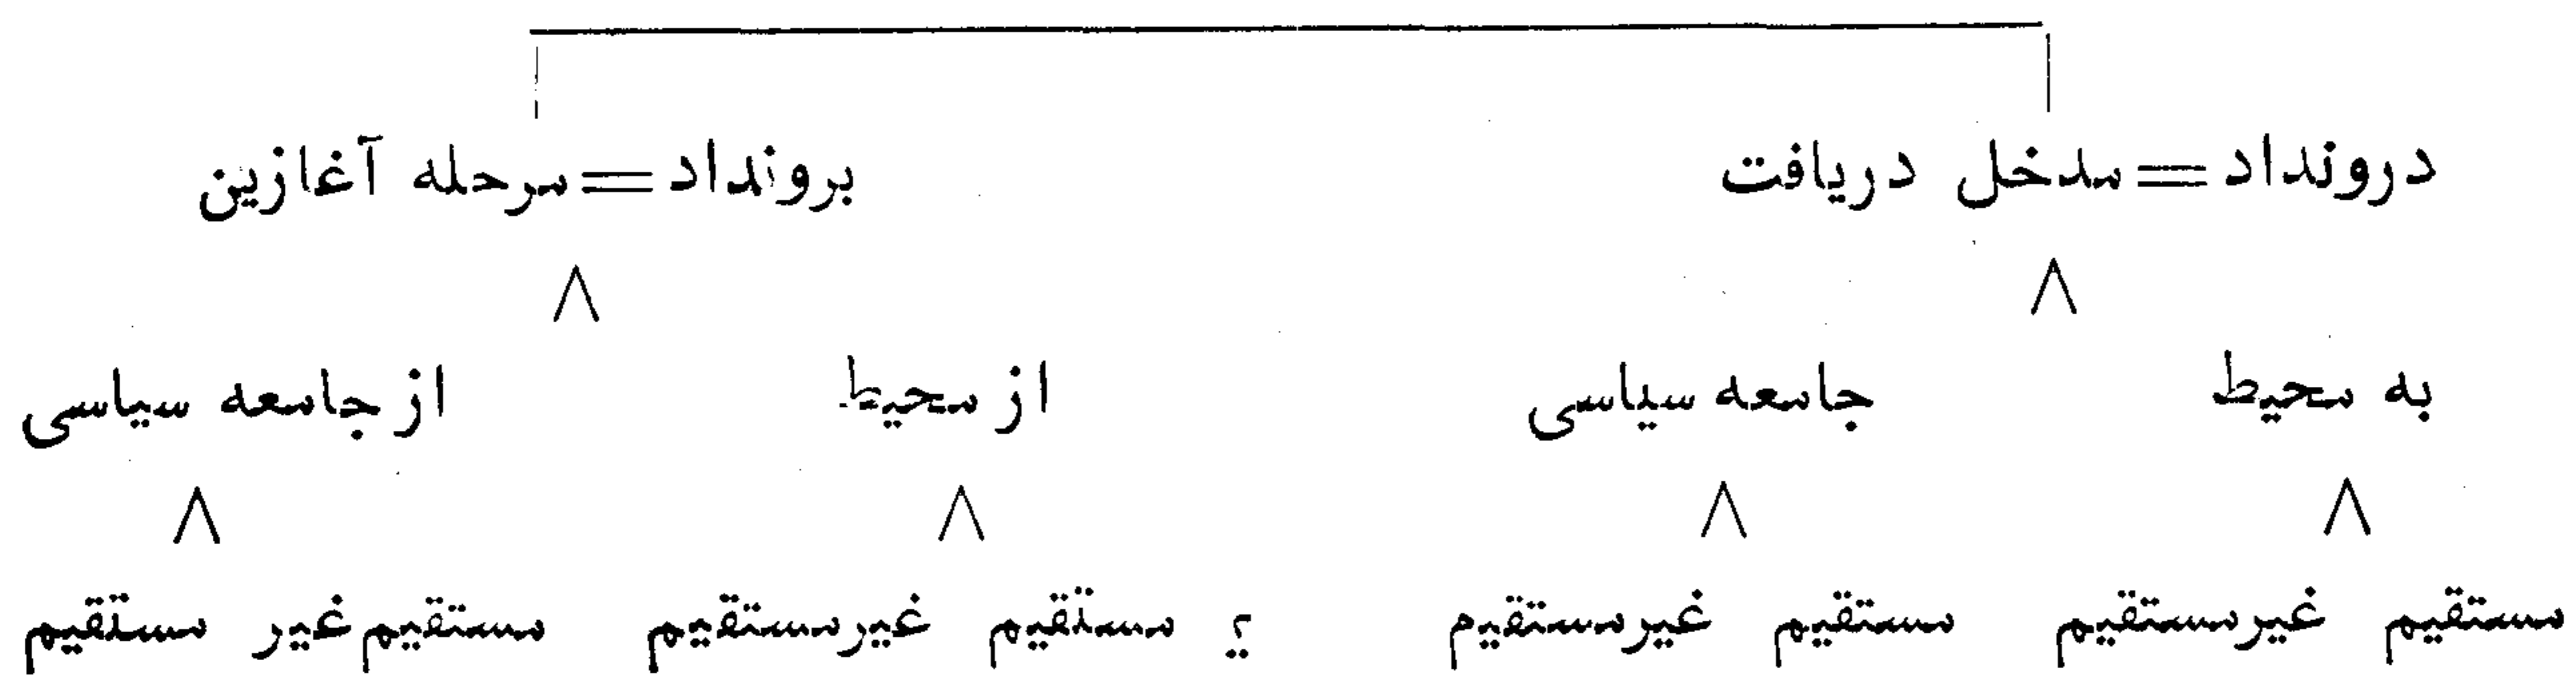 درونداد = مدخل دریافت برونداد = مرحله آغازین
به محیط جامعه سیاسی از محیط از جامعه سیاسی
مستقیم غیرمستقیم مستقیم غیرمستقیم مستقیم غیرمستقیم مستقیم غیر مستقیم